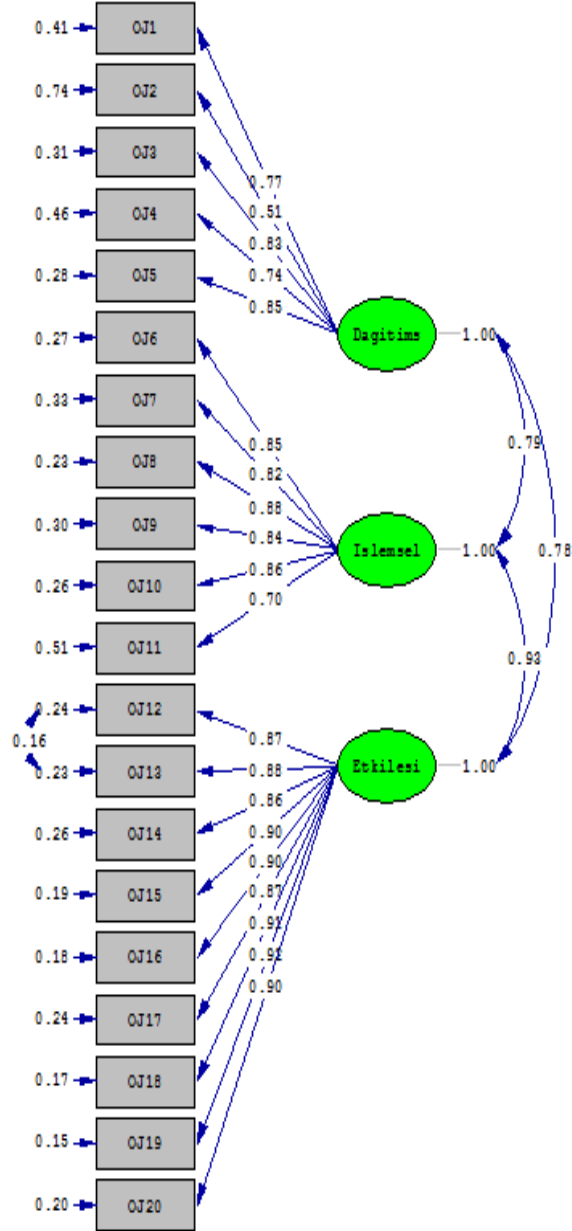 0.41 OJ1
0.74 OJ2
0.31 OJ3
0.77
0.46 OJ4
0.51
0.83
0.28 OJ5
0.74
0.85
0.27 OJ6
Dagitims 1.00
0.33 OJ7
0.85
0.79
0.23 OJ8
0.82
0.88
0.30 OJ9
0.84
Islemsel 1.00 0.78
0.26 OJ10
0.86
0.70
0.51 OJ11
0.93
0.24 OJ12
0.16
0.87
0.23 OJ13
0.88
Etkilesi 1.00
0.86
0.26 OJ14
0.90
0.90
0.19 OJ15
0.87
0.91
0.18 OJ16
0.92
0.90
0.24 OJ17
0.17 OJ18
0.15 OJ19
0.20 OJ20